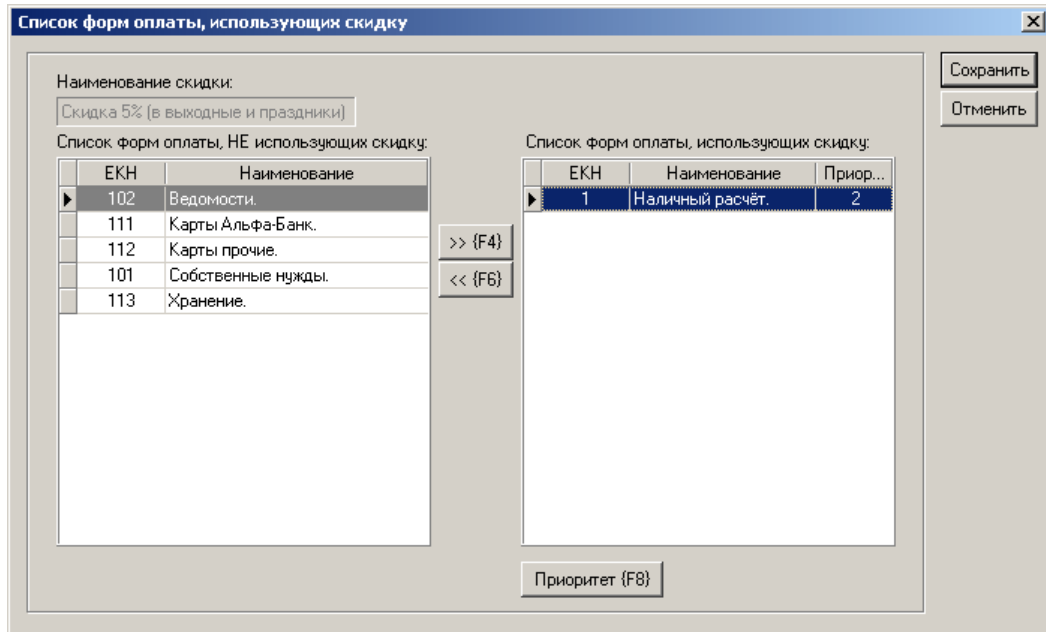 Список форм оплаты, использующих скидку
Сохранить
Отменить
Наименование скидки:
Скидка 5% (в выходные и праздники)
Список форм оплаты, НЕ использующих скидку:
ЕКН Наименование
102 Ведомости.
111 Карты Альфа-Банк.
112 Карты прочие.
101 Собственные нужды.
113 Хранение.
>> {F4}
<< {F6}
Список форм оплаты, использующих скидку:
ЕКН Наименование Приор...
1 Наличный расчёт. 2
Приоритет {F8}